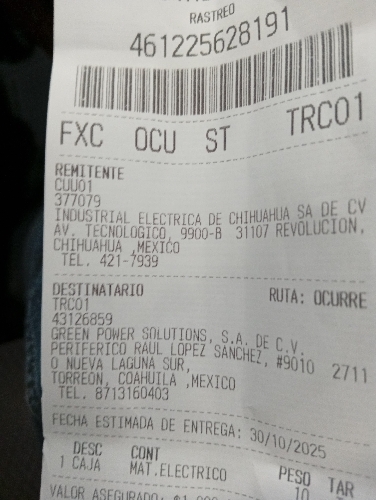 RASTREO
461225628191
FXC OCU ST TRC01
REMITENTE
CUU01
377079
INDUSTRIAL ELECTRICA DE CHIHUAHUA SA DE CV
AV. TECNOLOGICO, 9900-B 31107 REVOLUCION,
CHIHUAHUA ,MEXICO
TEL. 421-7939
DESTINATARIO RUTA: OCURRE
TRC01
43126859
GREEN POWER SOLUTIONS, S.A. DE C.V.
PERIFERICO RAUL LOPEZ SANCHEZ, #9010 2711
O NUEVA LAGUNA SUR,
TORREON, COAHUILA ,MEXICO
TEL. 8713160403
FECHA ESTIMADA DE ENTREGA: 30/10/2025
DESC CONT PESO TAR
1 CAJA MAT.ELECTRICO 10
VALOR ASEGURADO: